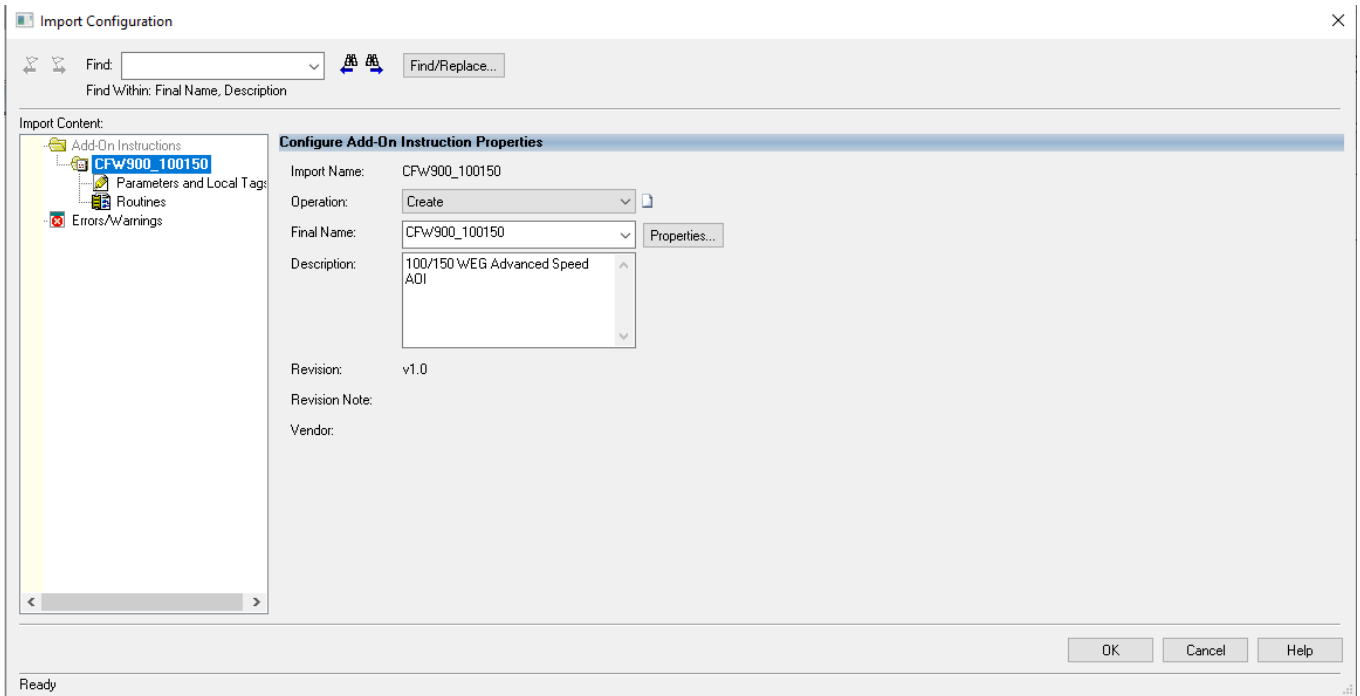 Import Configuration
Find:
Find/Replace...
Find Within: Final Name, Description
Import Content:
Add-On Instructions
CFW900_100150
Parameters and Local Tags
Routines
Errors/Warnings
Configure Add-On Instruction Properties
Import Name: CFW900_100150
Operation: Create
Final Name: CFW900_100150 Properties...
Description: 100/150 WEG Advanced Speed
AOI
Revision: v1.0
Revision Note:
Vendor:
OK Cancel Help
Ready